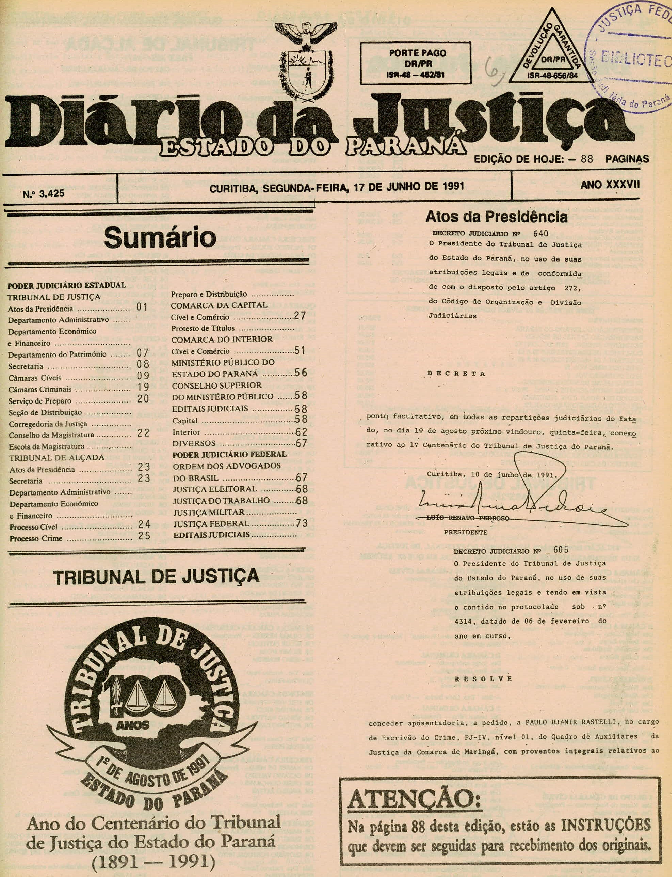 PORTE PAGO
DR/PR
ISR-48 – 452/81
DEVOLUÇÃO GARANTIDA
DR/PR
ISR-48-656/84
JUSTIÇA FEDE
BIBLIOTEC
do Paraná
Diário da Justiça
ESTADO DO PARANÁ
EDIÇÃO DE HOJE: – 88 PAGINAS
N.º 3,425
CURITIBA, SEGUNDA-FEIRA, 17 DE JUNHO DE 1991
ANO XXXVII
Sumário
PODER JUDICIÁRIO ESTADUAL
TRIBUNAL DE JUSTIÇA
Atos da Presidência 01
Departamento Administrativo
Departamento Econômico
e Financeiro
Departamento do Patrimônio 07
Secretaria 08
Câmaras Cíveis 09
Câmaras Criminais 19
Serviço de Preparo 20
Seção de Distribuição
Corregedoria da Justiça
Conselho da Magistratura 22
Escola da Magistratura
TRIBUNAL DE ALÇADA
Atos da Presidência 23
Secretaria 23
Departamento Administrativo
Departamento Econômico
e Financeiro
Processo Cível 24
Processo Crime 25
Preparo e Distribuição
COMARCA DA CAPITAL
Cível e Comércio 27
Protesto de Títulos
COMARCA DO INTERIOR
Cível e Comércio 51
MINISTÉRIO PÚBLICO DO
ESTADO DO PARANÁ 56
CONSELHO SUPERIOR
DO MINISTÉRIO PÚBLICO 58
EDITAIS JUDICIAIS 58
Capital 58
Interior 62
DIVERSOS 67
PODER JUDICIÁRIO FEDERAL
ORDEM DOS ADVOGADOS
DO BRASIL 67
JUSTIÇA ELEITORAL 68
JUSTIÇA DO TRABALHO 68
JUSTIÇA MILITAR
JUSTIÇA FEDERAL 73
EDITAIS JUDICIAIS
TRIBUNAL DE JUSTIÇA
TRIBUNAL DE JUSTIÇA
100
ANOS
1º DE AGOSTO DE 1991
ESTADO DO PARANÁ
Ano do Centenário do Tribunal
de Justiça do Estado do Paraná
(1891 — 1991)
Atos da Presidência
DECRETO JUDICIÁRIO Nº 640
O Presidente do Tribunal de Justiça
do Estado do Paraná, no uso de suas
atribuições legais e de conformida
de com o disposto pelo artigo 272,
do Código de Organização e Divisão
Judiciárias
D E C R E T A
ponto facultativo, em todas as repartições judiciárias do Esta
do, no dia 1º de agosto próximo vindouro, quinta-feira, comemo
rativo ao 1º Centenário do Tribunal de Justiça do Paraná.
Curitiba, 10 de junho de 1991.
LUÍS RENATO PEDROSO
PRESIDENTE
DECRETO JUDICIÁRIO Nº 605
O Presidente do Tribunal de Justiça
do Estado do Paraná, no uso de suas
atribuições legais e tendo em vista
o contido no protocolado sob nº
4314, datado de 06 de fevereiro do
ano em curso,
R E S O L V E
conceder aposentadoria, a pedido, a PAULO DJANIR RASTELLI, no cargo
de Escrivão do Crime, PJ-IV, nível 01, do Quadro de Auxiliares da
Justiça da Comarca de Maringá, com proventos integrais relativos ao
ATENÇÃO:
Na página 88 desta edição, estão as INSTRUÇÕES
que devem ser seguidas para recebimento dos originais.